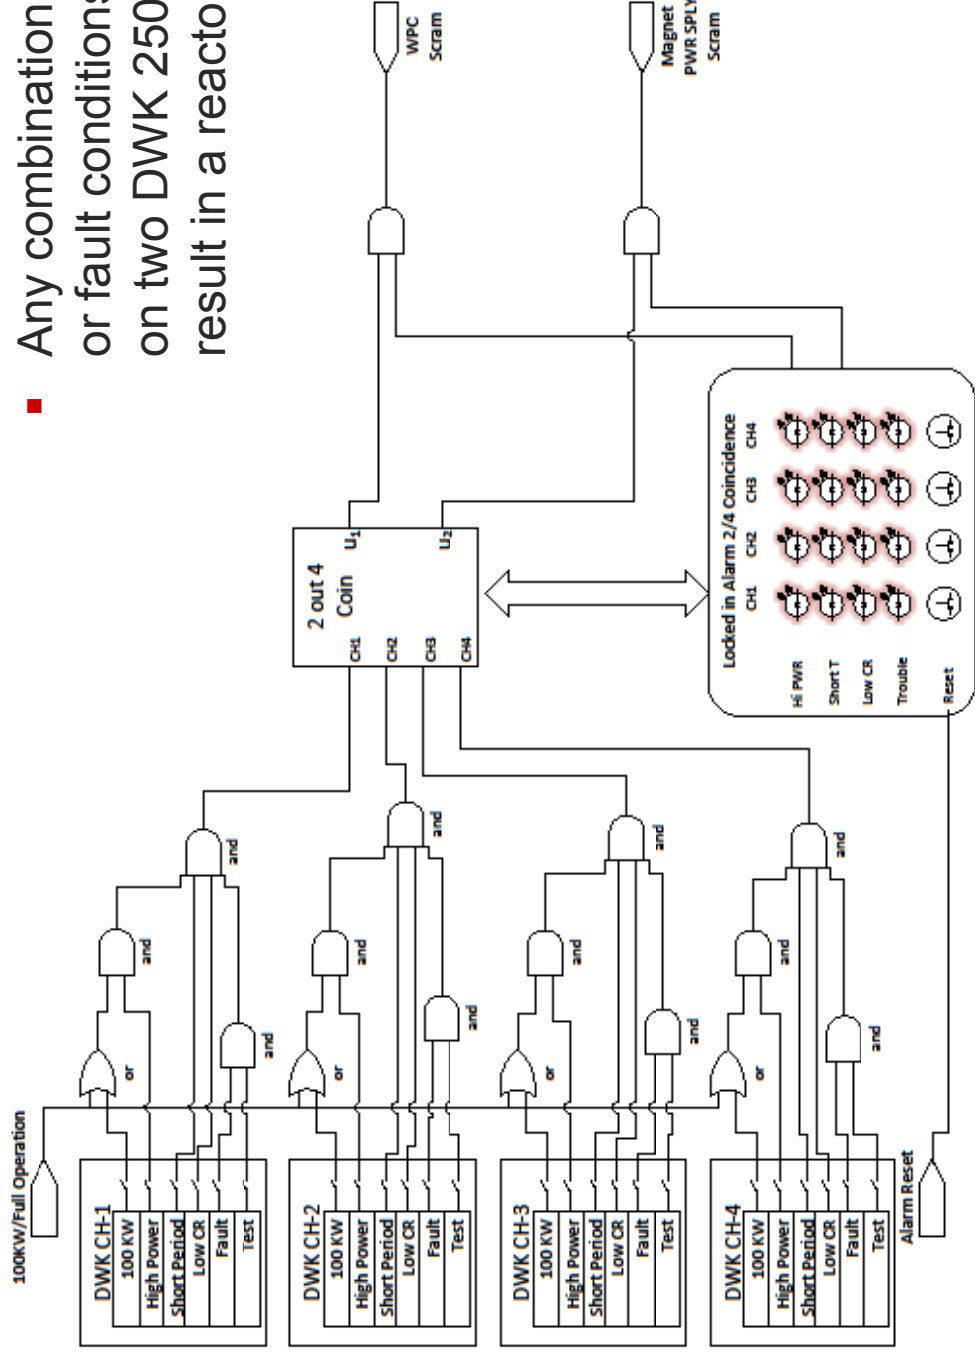 Any combination
or fault conditions
on two DWK 250
result in a reacto
100KW/Full Operation
DWK CH-1
100 KW
High Power
Short Period
Low CR
Fault
Test
or
and
and
and
DWK CH-2
100 KW
High Power
Short Period
Low CR
Fault
Test
or
and
and
and
DWK CH-3
100 KW
High Power
Short Period
Low CR
Fault
Test
or
and
and
and
DWK CH-4
100 KW
High Power
Short Period
Low CR
Fault
Test
or
and
and
and
Alarm Reset
2 out 4
Coin
CH1
CH2
CH3
CH4
U1
U2
WPC
Scram
Magnet
PWR SPLY
Scram
Locked in Alarm 2/4 Coincidence
CH1 CH2 CH3 CH4
Hi PWR
Short T
Low CR
Trouble
Reset